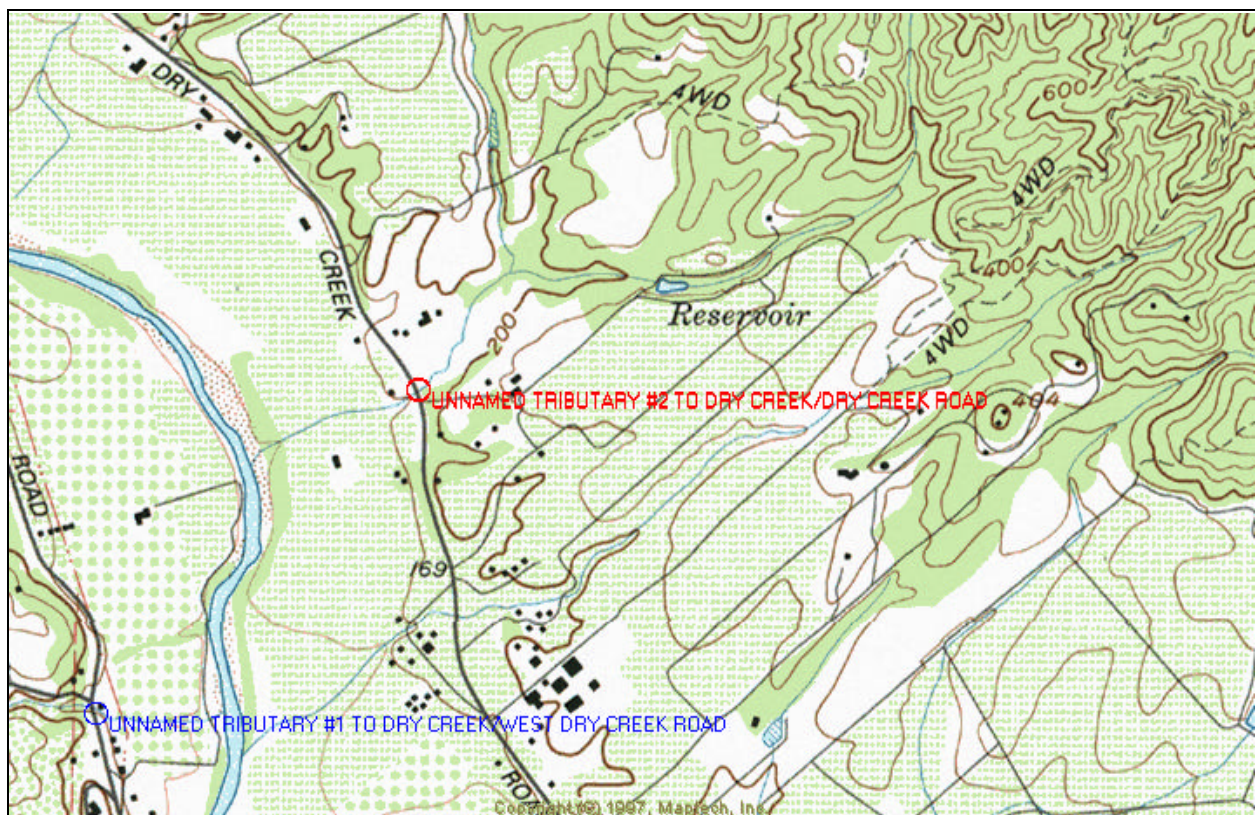 DRY
4WD
600
4WD
CREEK
400
Reservoir
200
4WD
UNNAMED TRIBUTARY #2 TO DRY CREEK/DRY CREEK ROAD
404
ROAD
169
UNNAMED TRIBUTARY #1 TO DRY CREEK/WEST DRY CREEK ROAD
Copyright (C) 1997, Maptech, Inc.